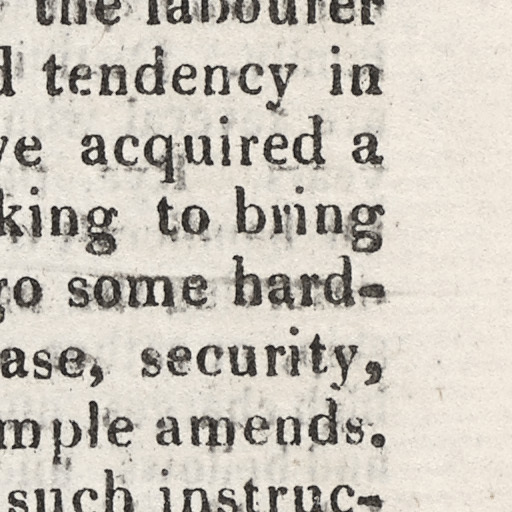 the labourer
d tendency in
ve acquired a
king to bring
go some hard-
ase, security,
mple amends.
such instruc-